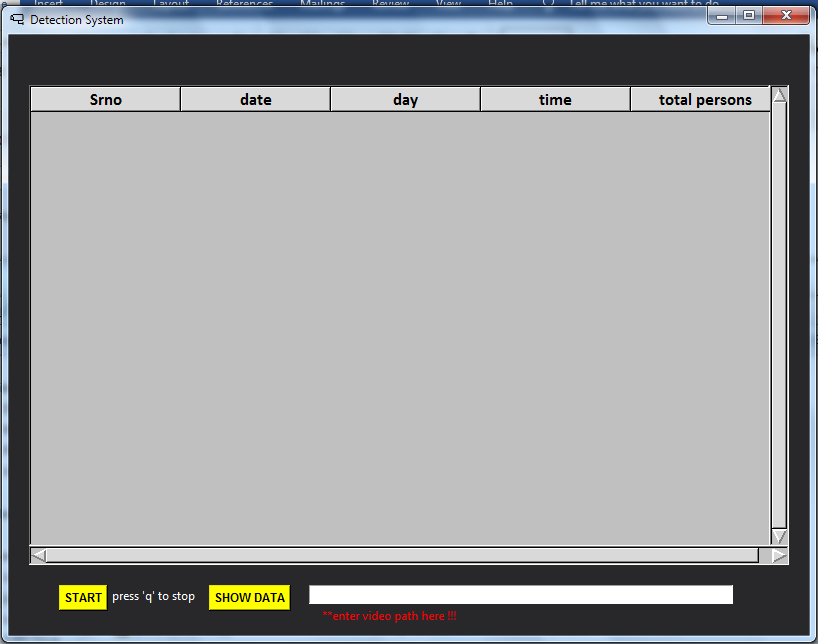 Insert Design Layout References Mailings Review View Help Tell me what you want to do
Detection System
Srno date day time total persons
START press 'q' to stop SHOW DATA
**enter video path here !!!